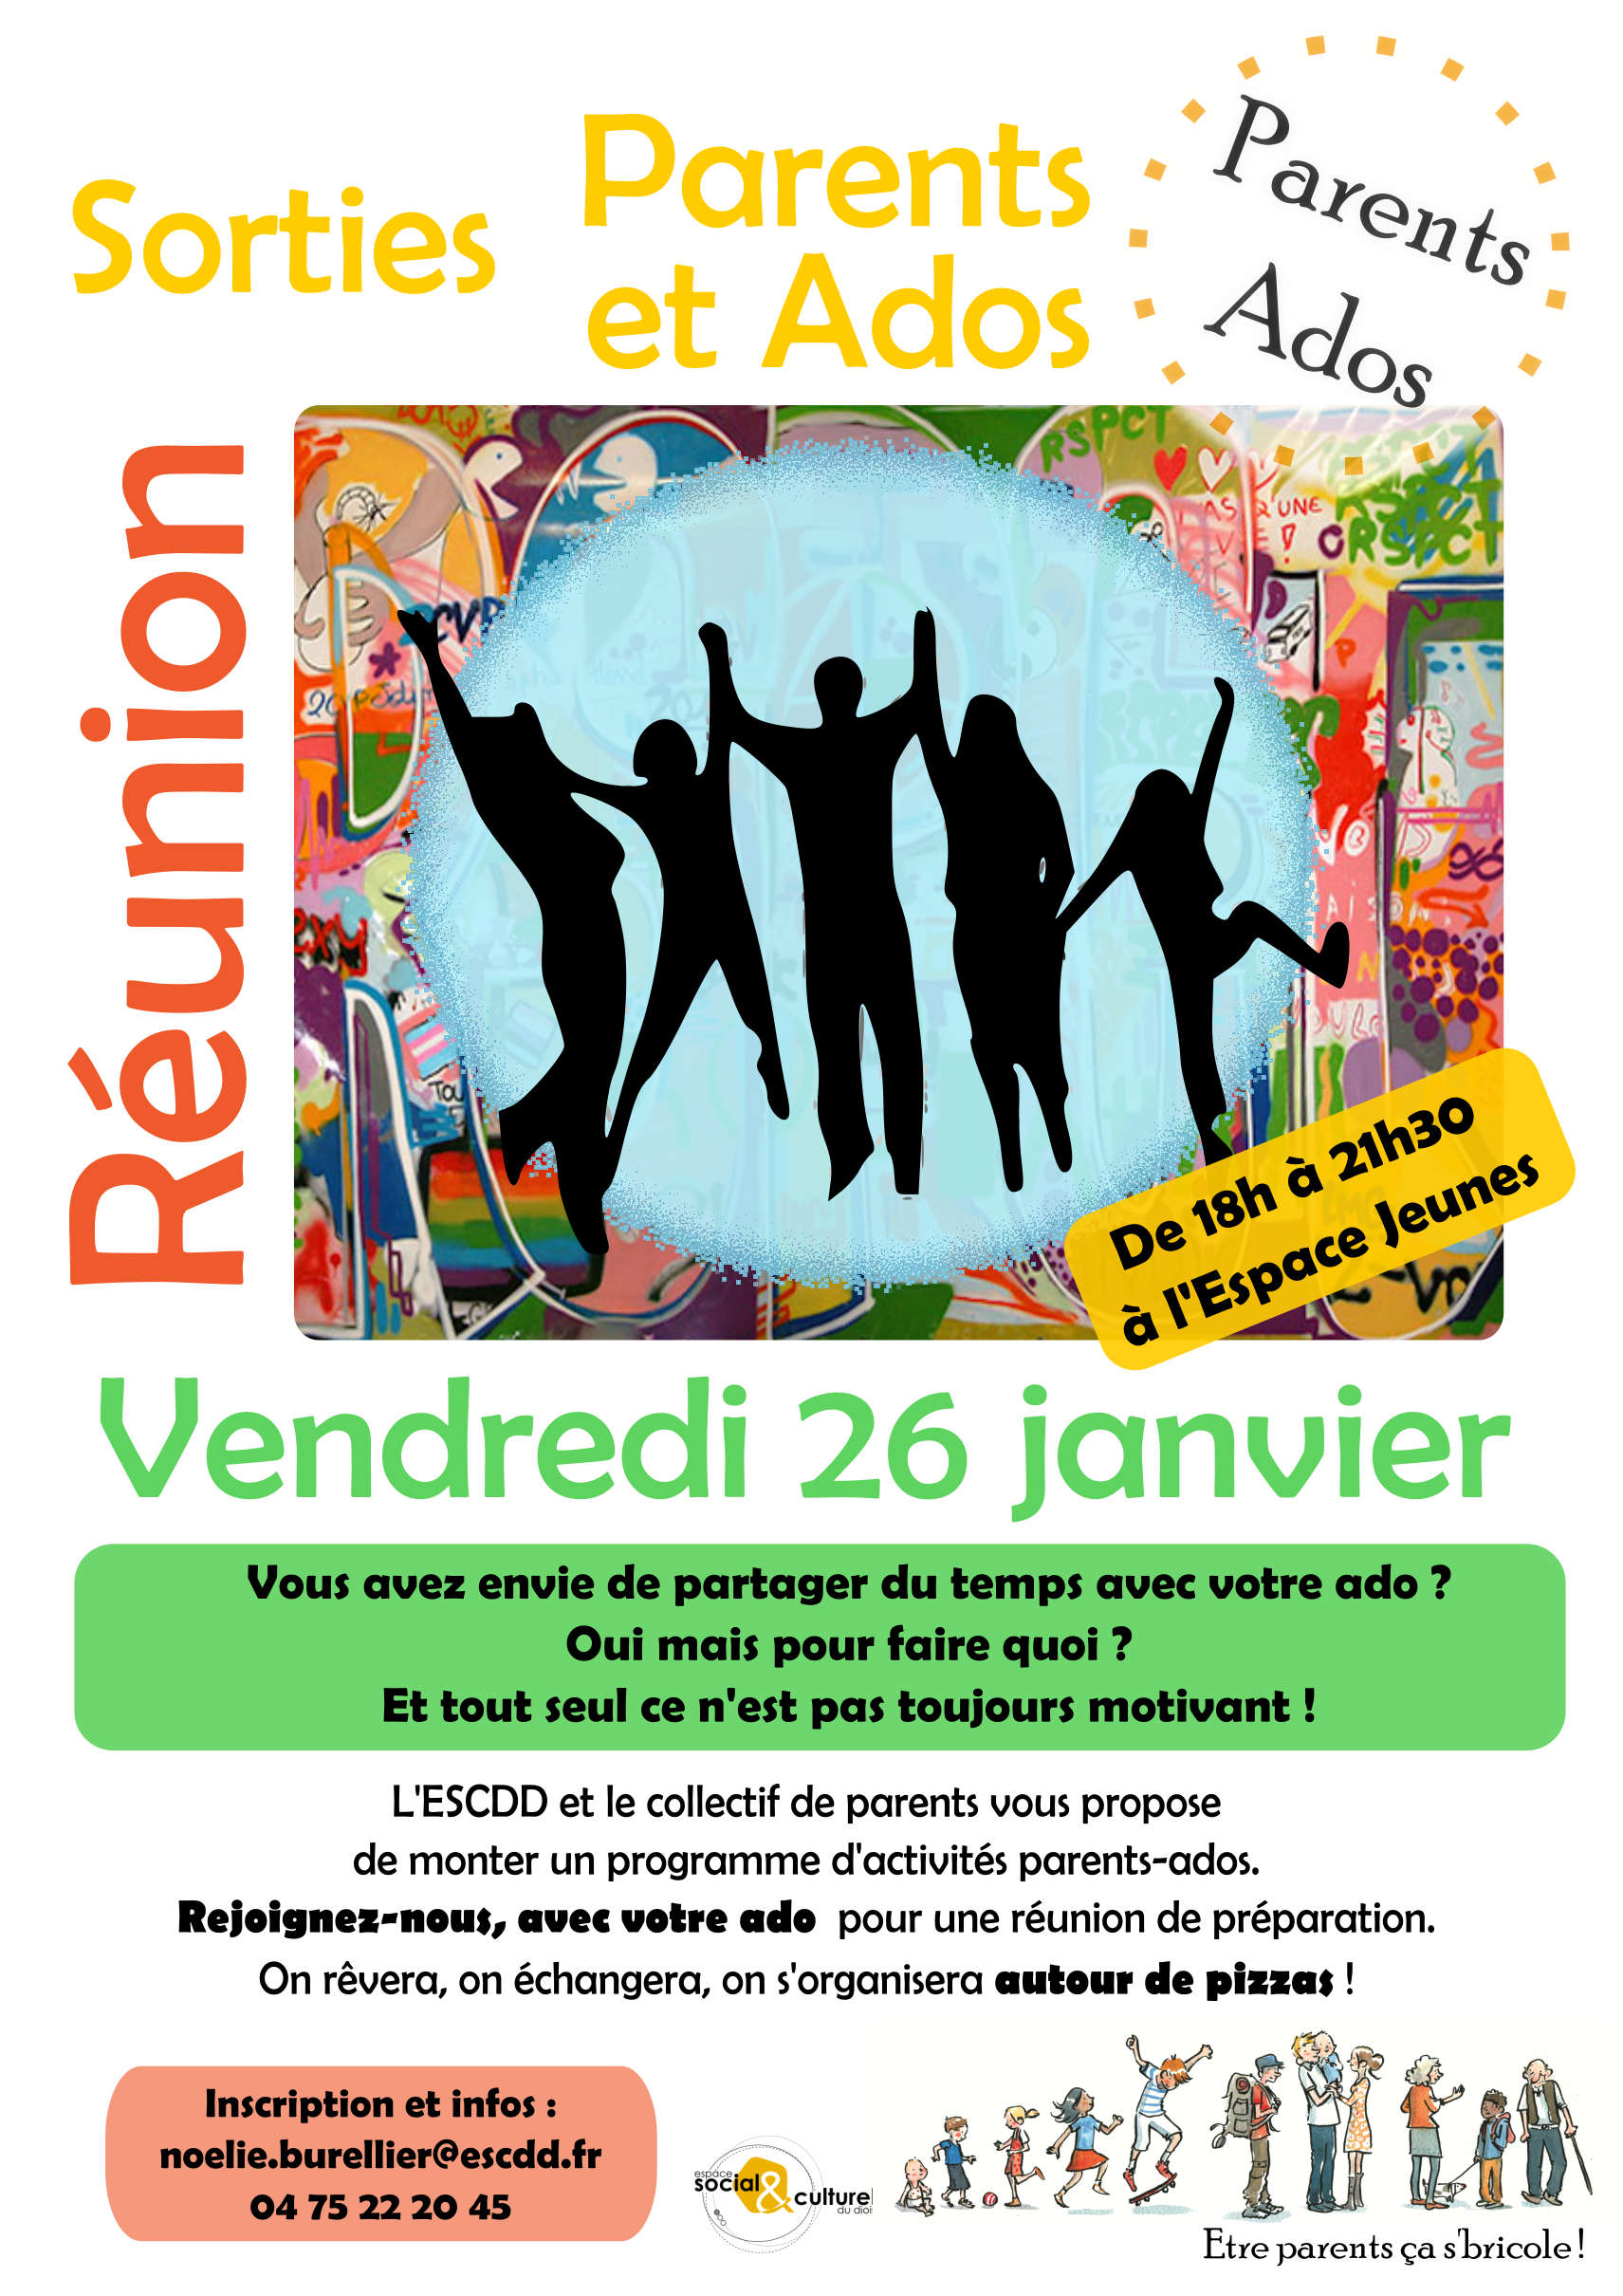 Sorties
Parents
et Ados
Parents
Ados
Réunion
RSPCT
De 18h à 21h30
à l'Espace Jeunes
Vendredi 26 janvier
Vous avez envie de partager du temps avec votre ado ?
Oui mais pour faire quoi ?
Et tout seul ce n'est pas toujours motivant !
L'ESCDD et le collectif de parents vous propose
de monter un programme d'activités parents-ados.
Rejoignez-nous, avec votre ado pour une réunion de préparation.
On rêvera, on échangera, on s'organisera autour de pizzas !
Inscription et infos :
noelie.burellier@escdd.fr
04 75 22 20 45
espace
social & culturel
du diois
Etre parents ça s'bricole !